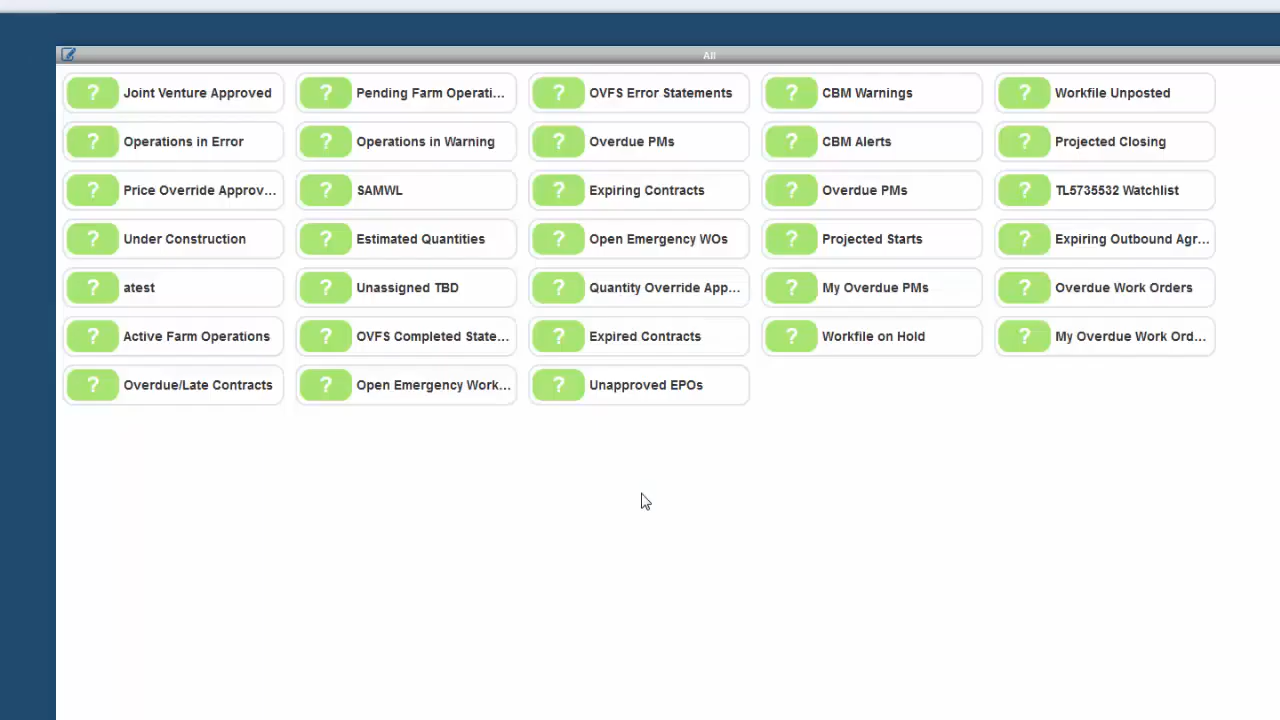 All
? Joint Venture Approved
? Pending Farm Operati...
? OVFS Error Statements
? CBM Warnings
? Workfile Unposted
? Operations in Error
? Operations in Warning
? Overdue PMs
? CBM Alerts
? Projected Closing
? Price Override Approv...
? SAMWL
? Expiring Contracts
? Overdue PMs
? TL5735532 Watchlist
? Under Construction
? Estimated Quantities
? Open Emergency WOs
? Projected Starts
? Expiring Outbound Agr...
? atest
? Unassigned TBD
? Quantity Override App...
? My Overdue PMs
? Overdue Work Orders
? Active Farm Operations
? OVFS Completed State...
? Expired Contracts
? Workfile on Hold
? My Overdue Work Ord...
? Overdue/Late Contracts
? Open Emergency Work...
? Unapproved EPOs